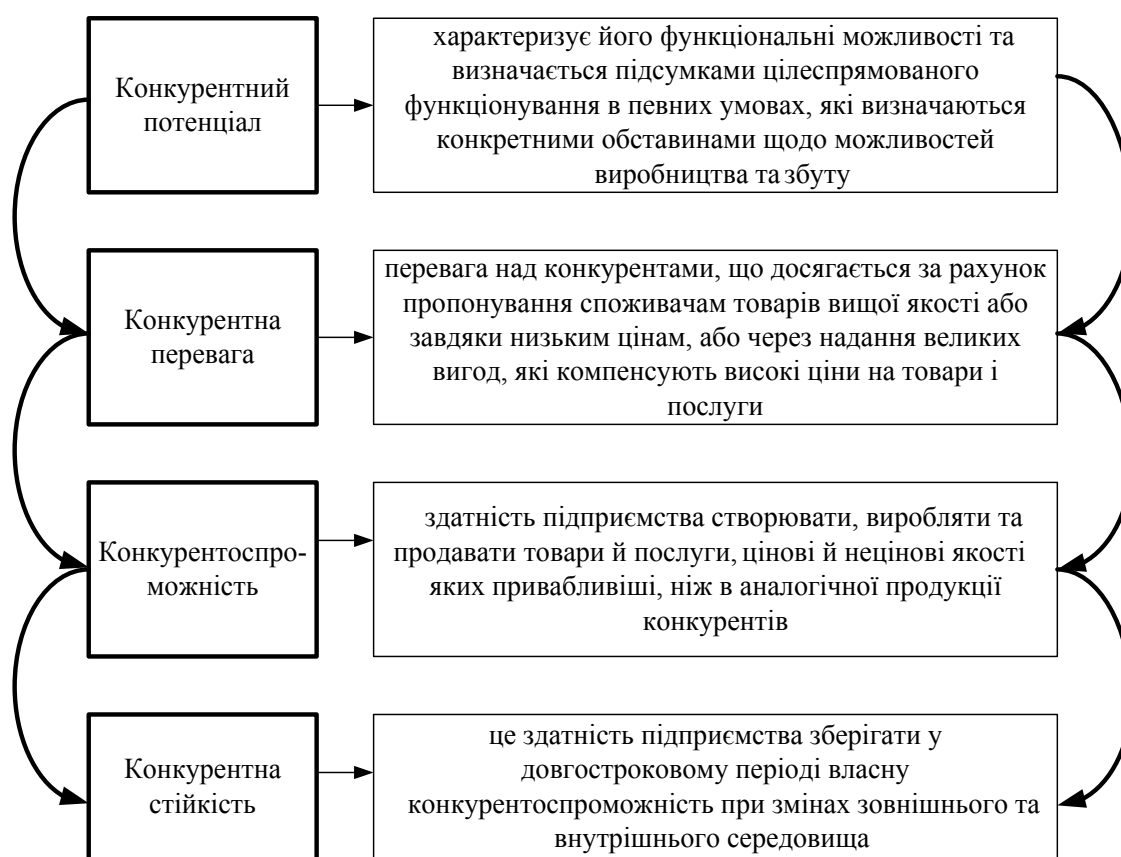 Конкурентний
потенціал
характеризує його функціональні можливості та
визначається підсумками цілеспрямованого
функціонування в певних умовах, які визначаються
конкретними обставинами щодо можливостей
виробництва та збуту
Конкурентна
перевага
перевага над конкурентами, що досягається за рахунок
пропонування споживачам товарів вищої якості або
завдяки низьким цінам, або через надання великих
вигод, які компенсують високі ціни на товари і
послуги
Конкурентоспро-
можність
здатність підприємства створювати, виробляти та
продавати товари й послуги, цінові й нецінові якості
яких привабливіші, ніж в аналогічної продукції
конкурентів
Конкурентна
стійкість
це здатність підприємства зберігати у
довгостроковому періоді власну
конкурентоспроможність при змінах зовнішнього та
внутрішнього середовища